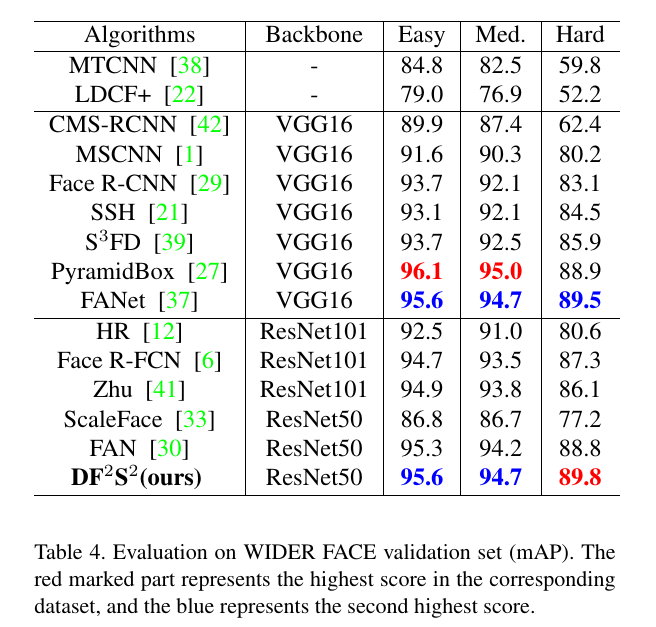 Algorithms Backbone Easy Med. Hard
MTCNN [38] - 84.8 82.5 59.8
LDCF+ [22] - 79.0 76.9 52.2
CMS-RCNN [42] VGG16 89.9 87.4 62.4
MSCNN [1] VGG16 91.6 90.3 80.2
Face R-CNN [29] VGG16 93.7 92.1 83.1
SSH [21] VGG16 93.1 92.1 84.5
S³FD [39] VGG16 93.7 92.5 85.9
PyramidBox [27] VGG16 96.1 95.0 88.9
FANet [37] VGG16 95.6 94.7 89.5
HR [12] ResNet101 92.5 91.0 80.6
Face R-FCN [6] ResNet101 94.7 93.5 87.3
Zhu [41] ResNet101 94.9 93.8 86.1
ScaleFace [33] ResNet50 86.8 86.7 77.2
FAN [30] ResNet50 95.3 94.2 88.8
DF²S²(ours) ResNet50 95.6 94.7 89.8
Table 4. Evaluation on WIDER FACE validation set (mAP). The
red marked part represents the highest score in the corresponding
dataset, and the blue represents the second highest score.